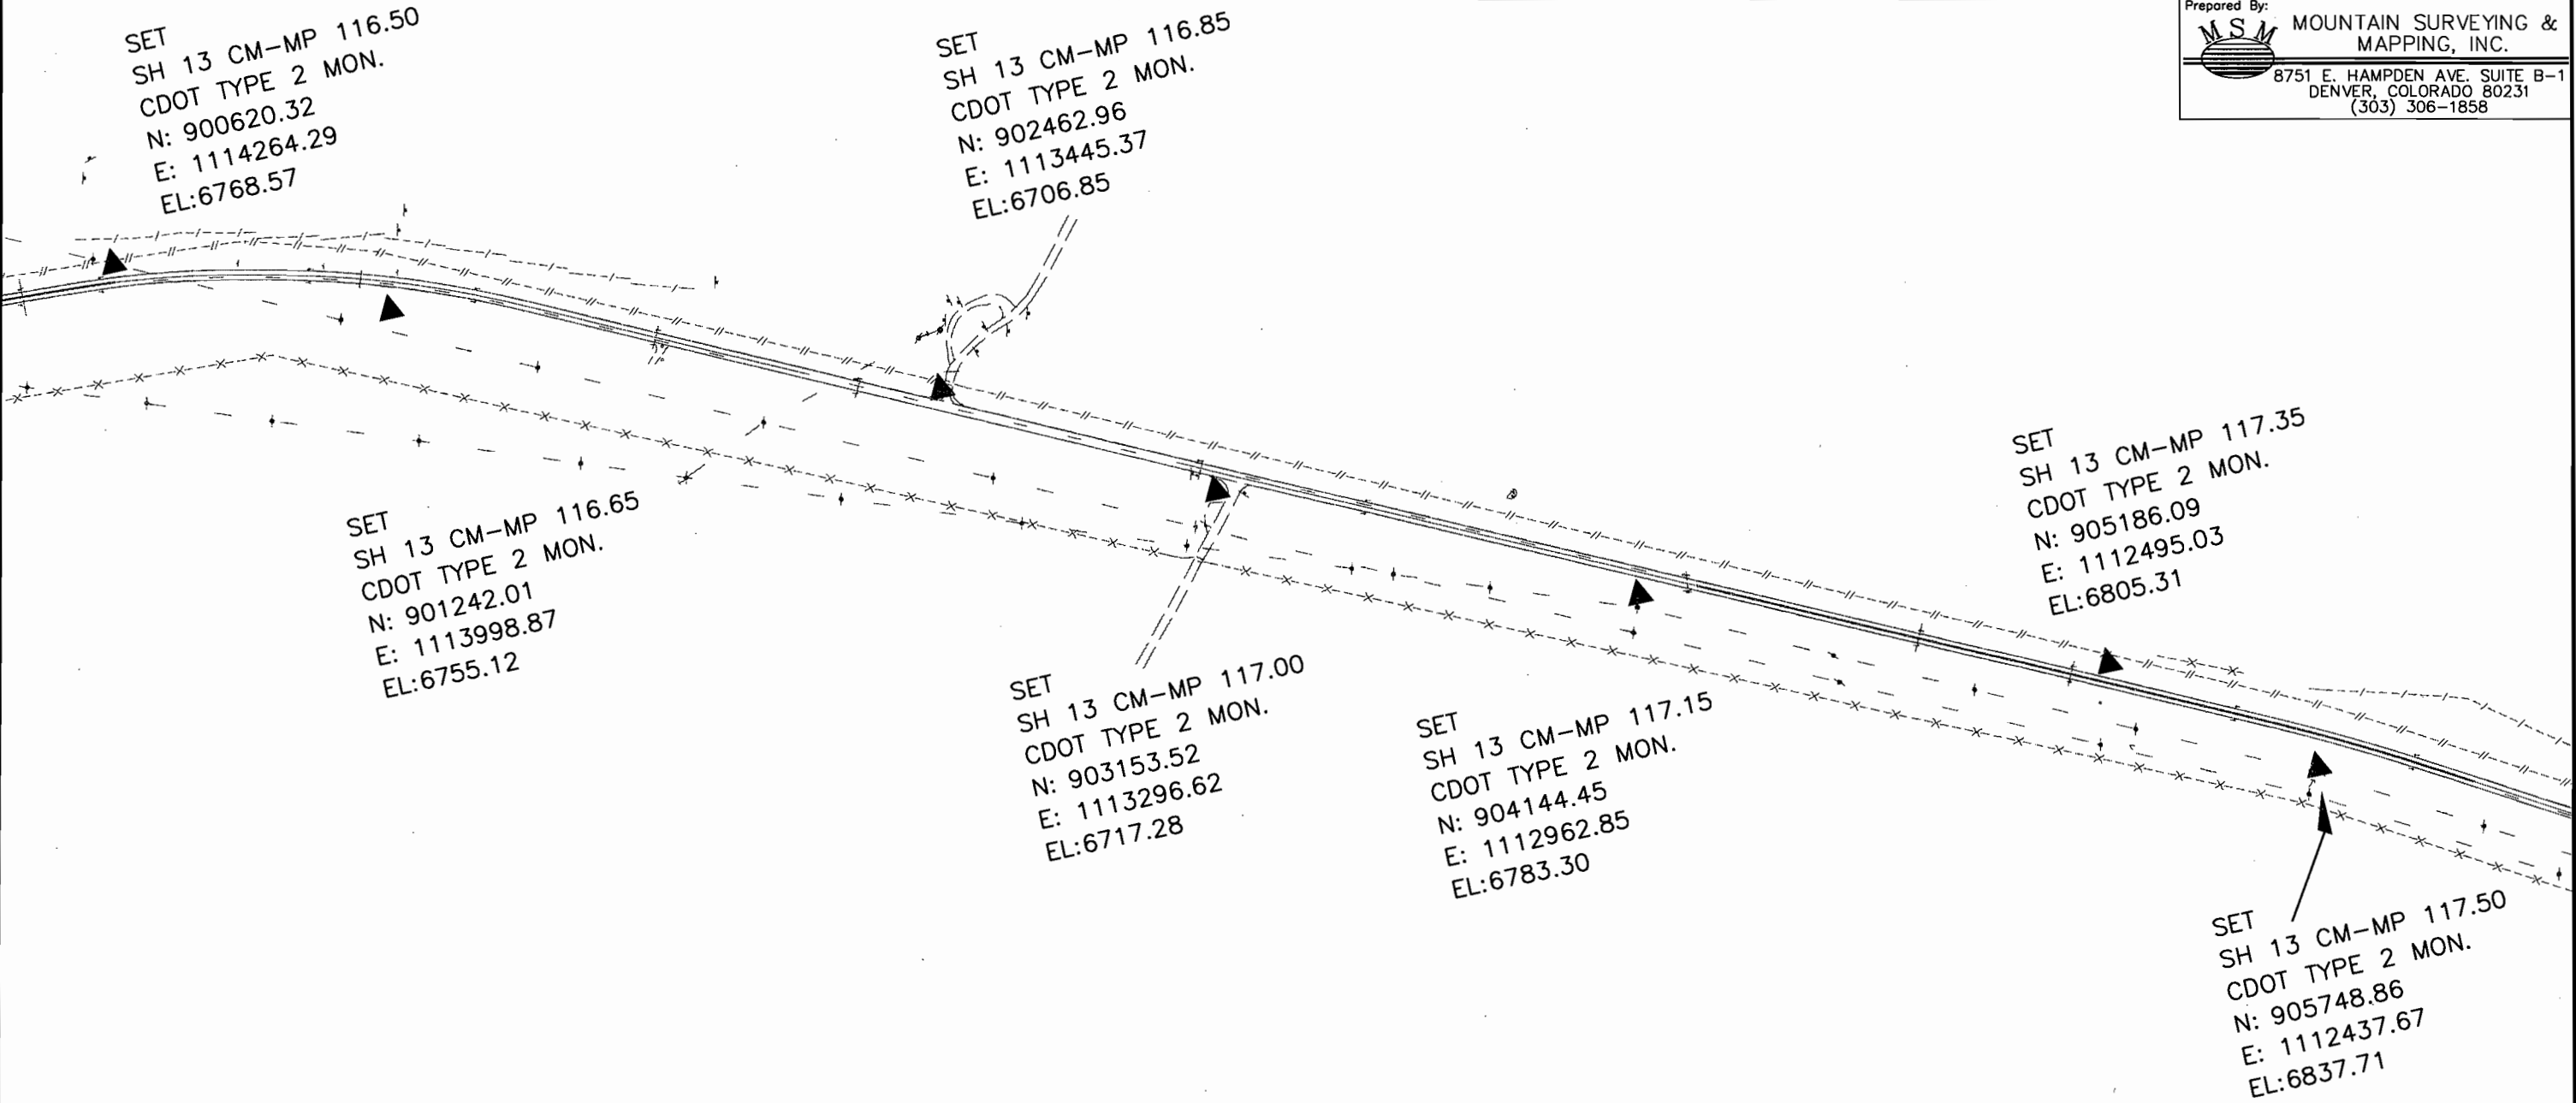 Prepared By:
MSM
MOUNTAIN SURVEYING &
MAPPING, INC.
8751 E. HAMPDEN AVE. SUITE B-1
DENVER, COLORADO 80231
(303) 306-1858
SET
SH 13 CM-MP 116.50
CDOT TYPE 2 MON.
N: 900620.32
E: 1114264.29
EL:6768.57
SET
SH 13 CM-MP 116.85
CDOT TYPE 2 MON.
N: 902462.96
E: 1113445.37
EL:6706.85
SET
SH 13 CM-MP 117.35
CDOT TYPE 2 MON.
N: 905186.09
E: 1112495.03
EL:6805.31
SET
SH 13 CM-MP 116.65
CDOT TYPE 2 MON.
N: 901242.01
E: 1113998.87
EL:6755.12
SET
SH 13 CM-MP 117.00
CDOT TYPE 2 MON.
N: 903153.52
E: 1113296.62
EL:6717.28
SET
SH 13 CM-MP 117.15
CDOT TYPE 2 MON.
N: 904144.45
E: 1112962.85
EL:6783.30
SET
SH 13 CM-MP 117.50
CDOT TYPE 2 MON.
N: 905748.86
E: 1112437.67
EL:6837.71